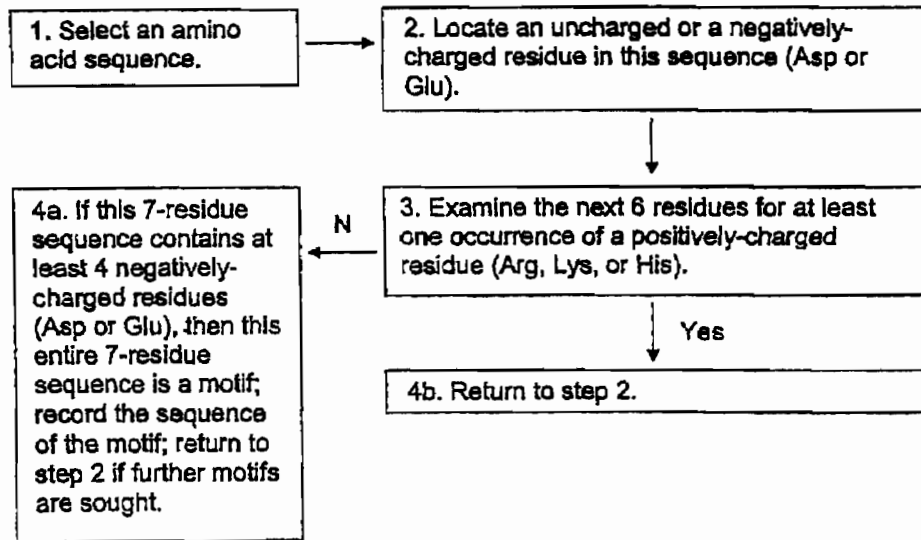 1. Select an amino
acid sequence.
2. Locate an uncharged or a negatively-
charged residue in this sequence (Asp or
Glu).
3. Examine the next 6 residues for at least
one occurrence of a positively-charged
residue (Arg, Lys, or His).
N
Yes
4a. If this 7-residue
sequence contains at
least 4 negatively-
charged residues
(Asp or Glu), then this
entire 7-residue
sequence is a motif;
record the sequence
of the motif; return to
step 2 if further motifs
are sought.
4b. Return to step 2.